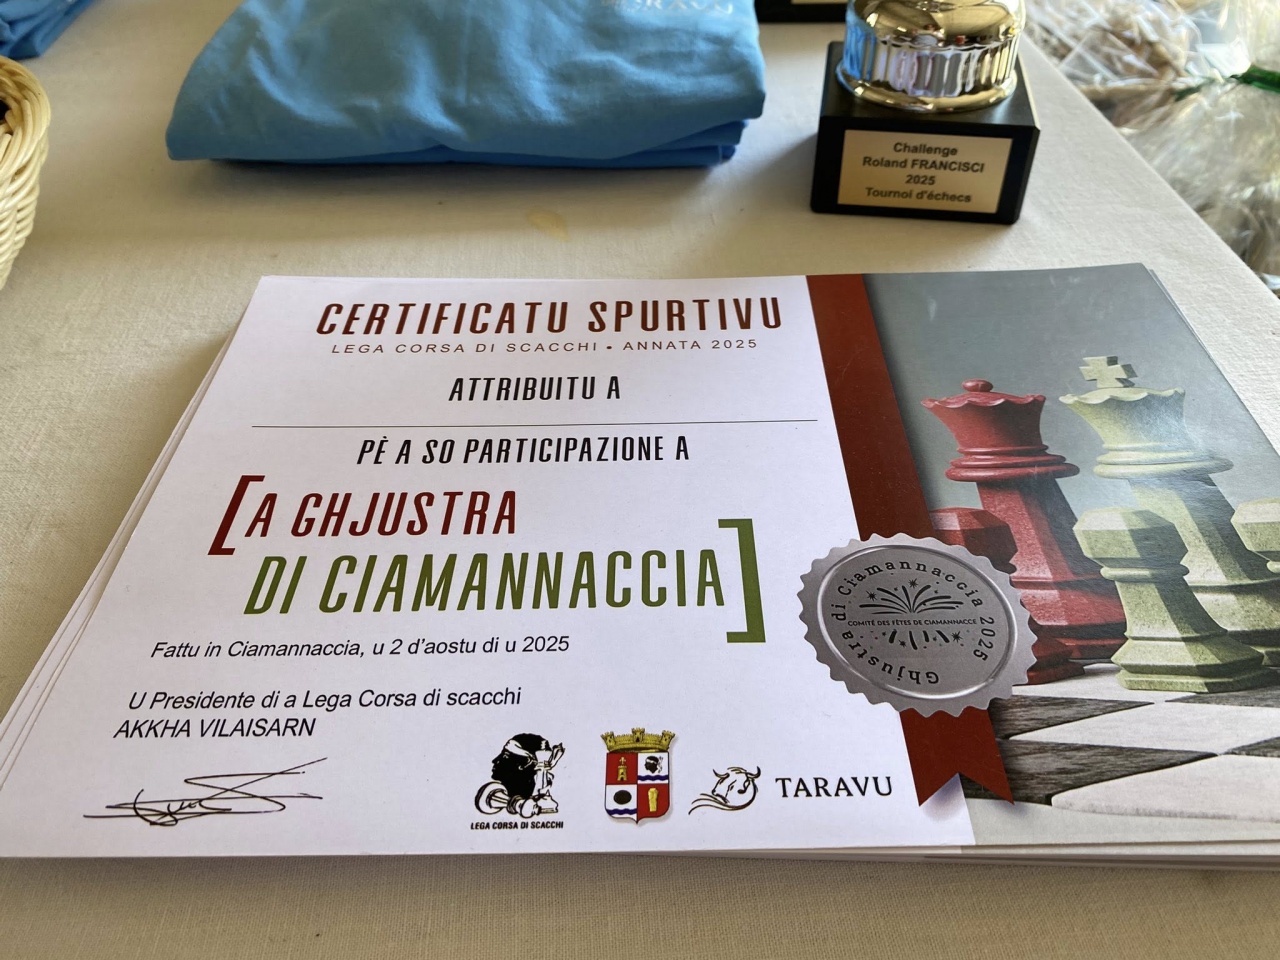 Challenge
Roland FRANCISCI
2025
Tournoi d'échecs
CERTIFICATU SPURTIVU
LEGA CORSA DI SCACCHI • ANNATA 2025
ATTRIBUITU A
PÈ A SO PARTICIPAZIONE A
[A GHJUSTRA
DI CIAMANNACCIA]
Fattu in Ciamannaccia, u 2 d'aostu di u 2025
U Presidente di a Lega Corsa di scacchi
AKKHA VILAISARN
LEGA CORSA DI SCACCHI
TARAVU
Ghjustra di Ciamannaccia 2025
COMITÉ DES FÊTES DE CIAMANNACCE